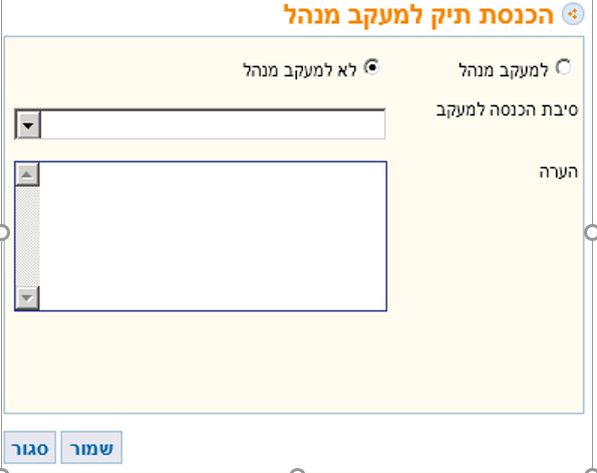 הכנסת תיק למעקב מנהל
למעקב מנהל לא למעקב מנהל
סיבת הכנסה למעקב
הערה
שמור סגור